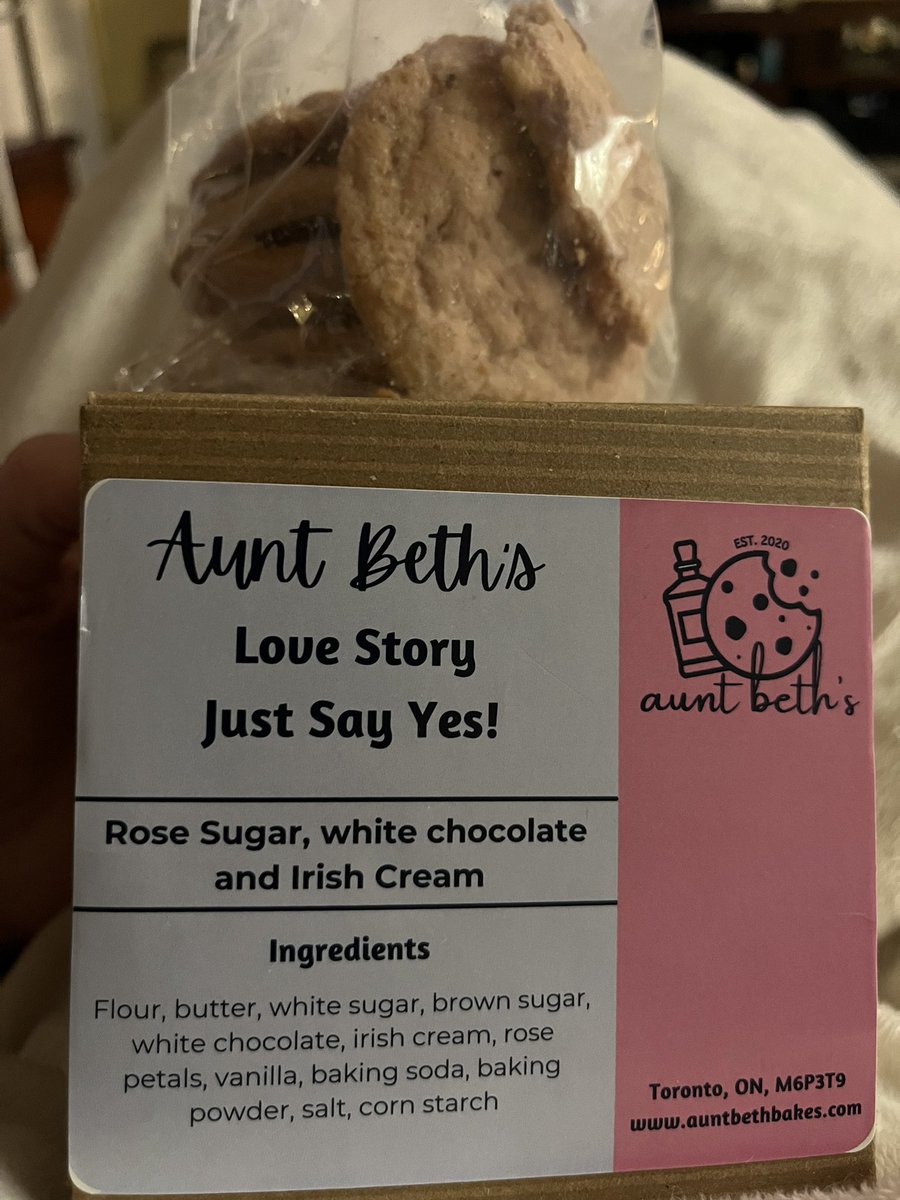 Aunt Beth's
Love Story
Just Say Yes!
Rose Sugar, white chocolate
and Irish Cream
Ingredients
Flour, butter, white sugar, brown sugar,
white chocolate, irish cream, rose
petals, vanilla, baking soda, baking
powder, salt, corn starch
EST. 2020
aunt beth's
Toronto, ON, M6P3T9
www.auntbethbakes.com